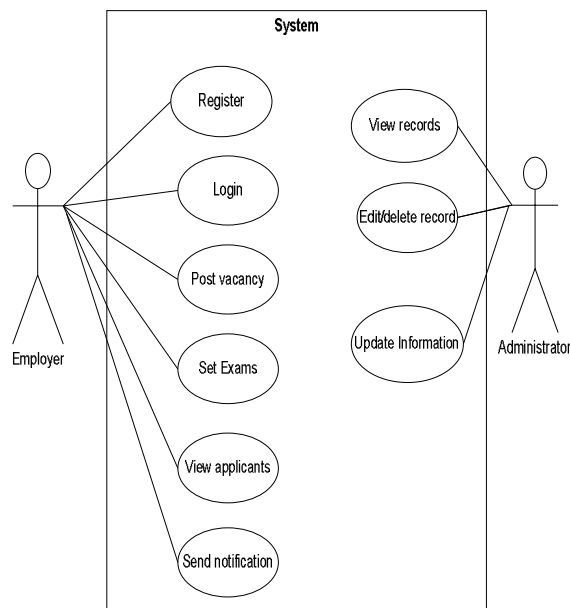 System
Register
View records
Login
Edit/delete record
Post vacancy
Update Information
Administrator
Employer
Set Exams
View applicants
Send notification